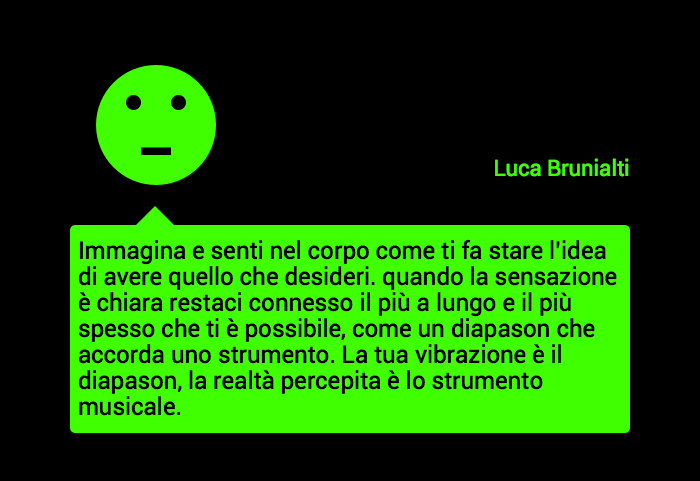 Luca Brunialti
Immagina e senti nel corpo come ti fa stare l'idea
di avere quello che desideri. quando la sensazione
è chiara restaci connesso il più a lungo e il più
spesso che ti è possibile, come un diapason che
accorda uno strumento. La tua vibrazione è il
diapason, la realtà percepita è lo strumento
musicale.